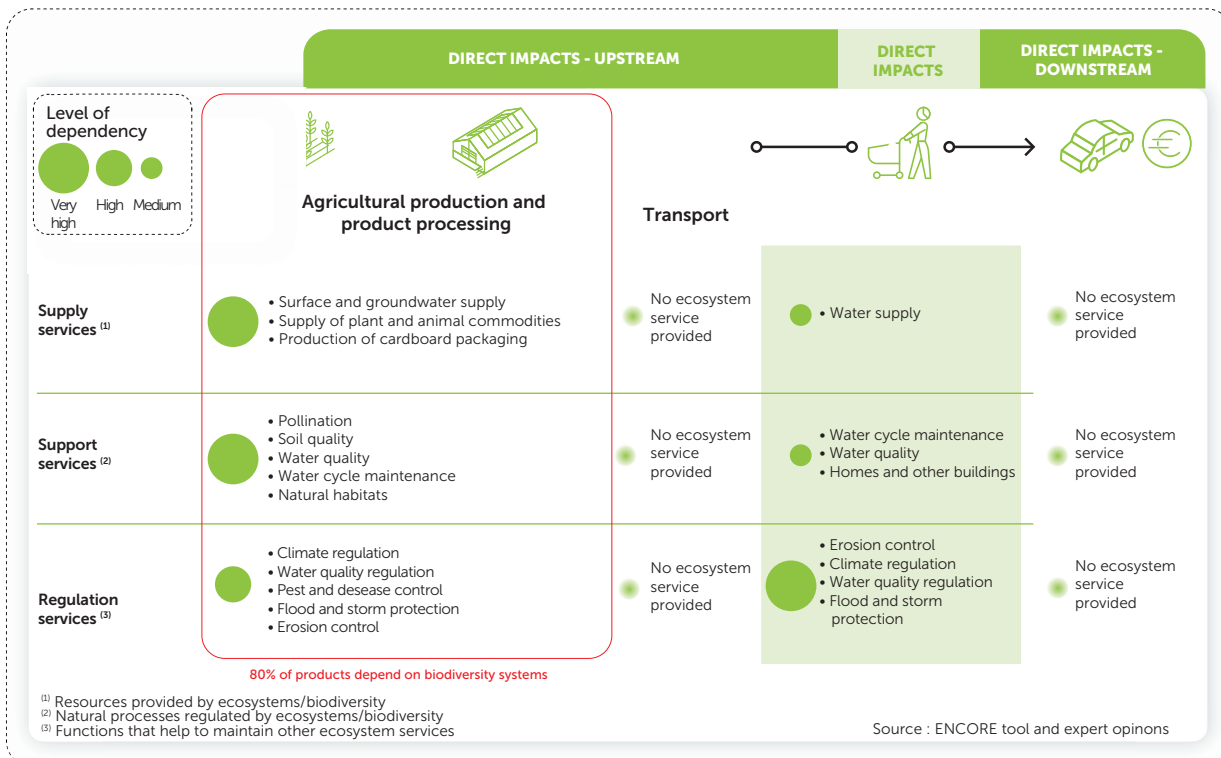 DIRECT IMPACTS - UPSTREAM
DIRECT
IMPACTS
DIRECT IMPACTS -
DOWNSTREAM
Level of
dependency
Very
high
High
Medium
Agricultural production and
product processing
Transport
Supply
services (1)
• Surface and groundwater supply
• Supply of plant and animal commodities
• Production of cardboard packaging
No ecosystem
service
provided
• Water supply
No ecosystem
service
provided
Support
services (2)
• Pollination
• Soil quality
• Water quality
• Water cycle maintenance
• Natural habitats
No ecosystem
service
provided
• Water cycle maintenance
• Water quality
• Homes and other buildings
No ecosystem
service
provided
Regulation
services (3)
• Climate regulation
• Water quality regulation
• Pest and desease control
• Flood and storm protection
• Erosion control
No ecosystem
service
provided
• Erosion control
• Climate regulation
• Water quality regulation
• Flood and storm
protection
No ecosystem
service
provided
80% of products depend on biodiversity systems
(1) Resources provided by ecosystems/biodiversity
(2) Natural processes regulated by ecosystems/biodiversity
(3) Functions that help to maintain other ecosystem services
Source : ENCORE tool and expert opinons